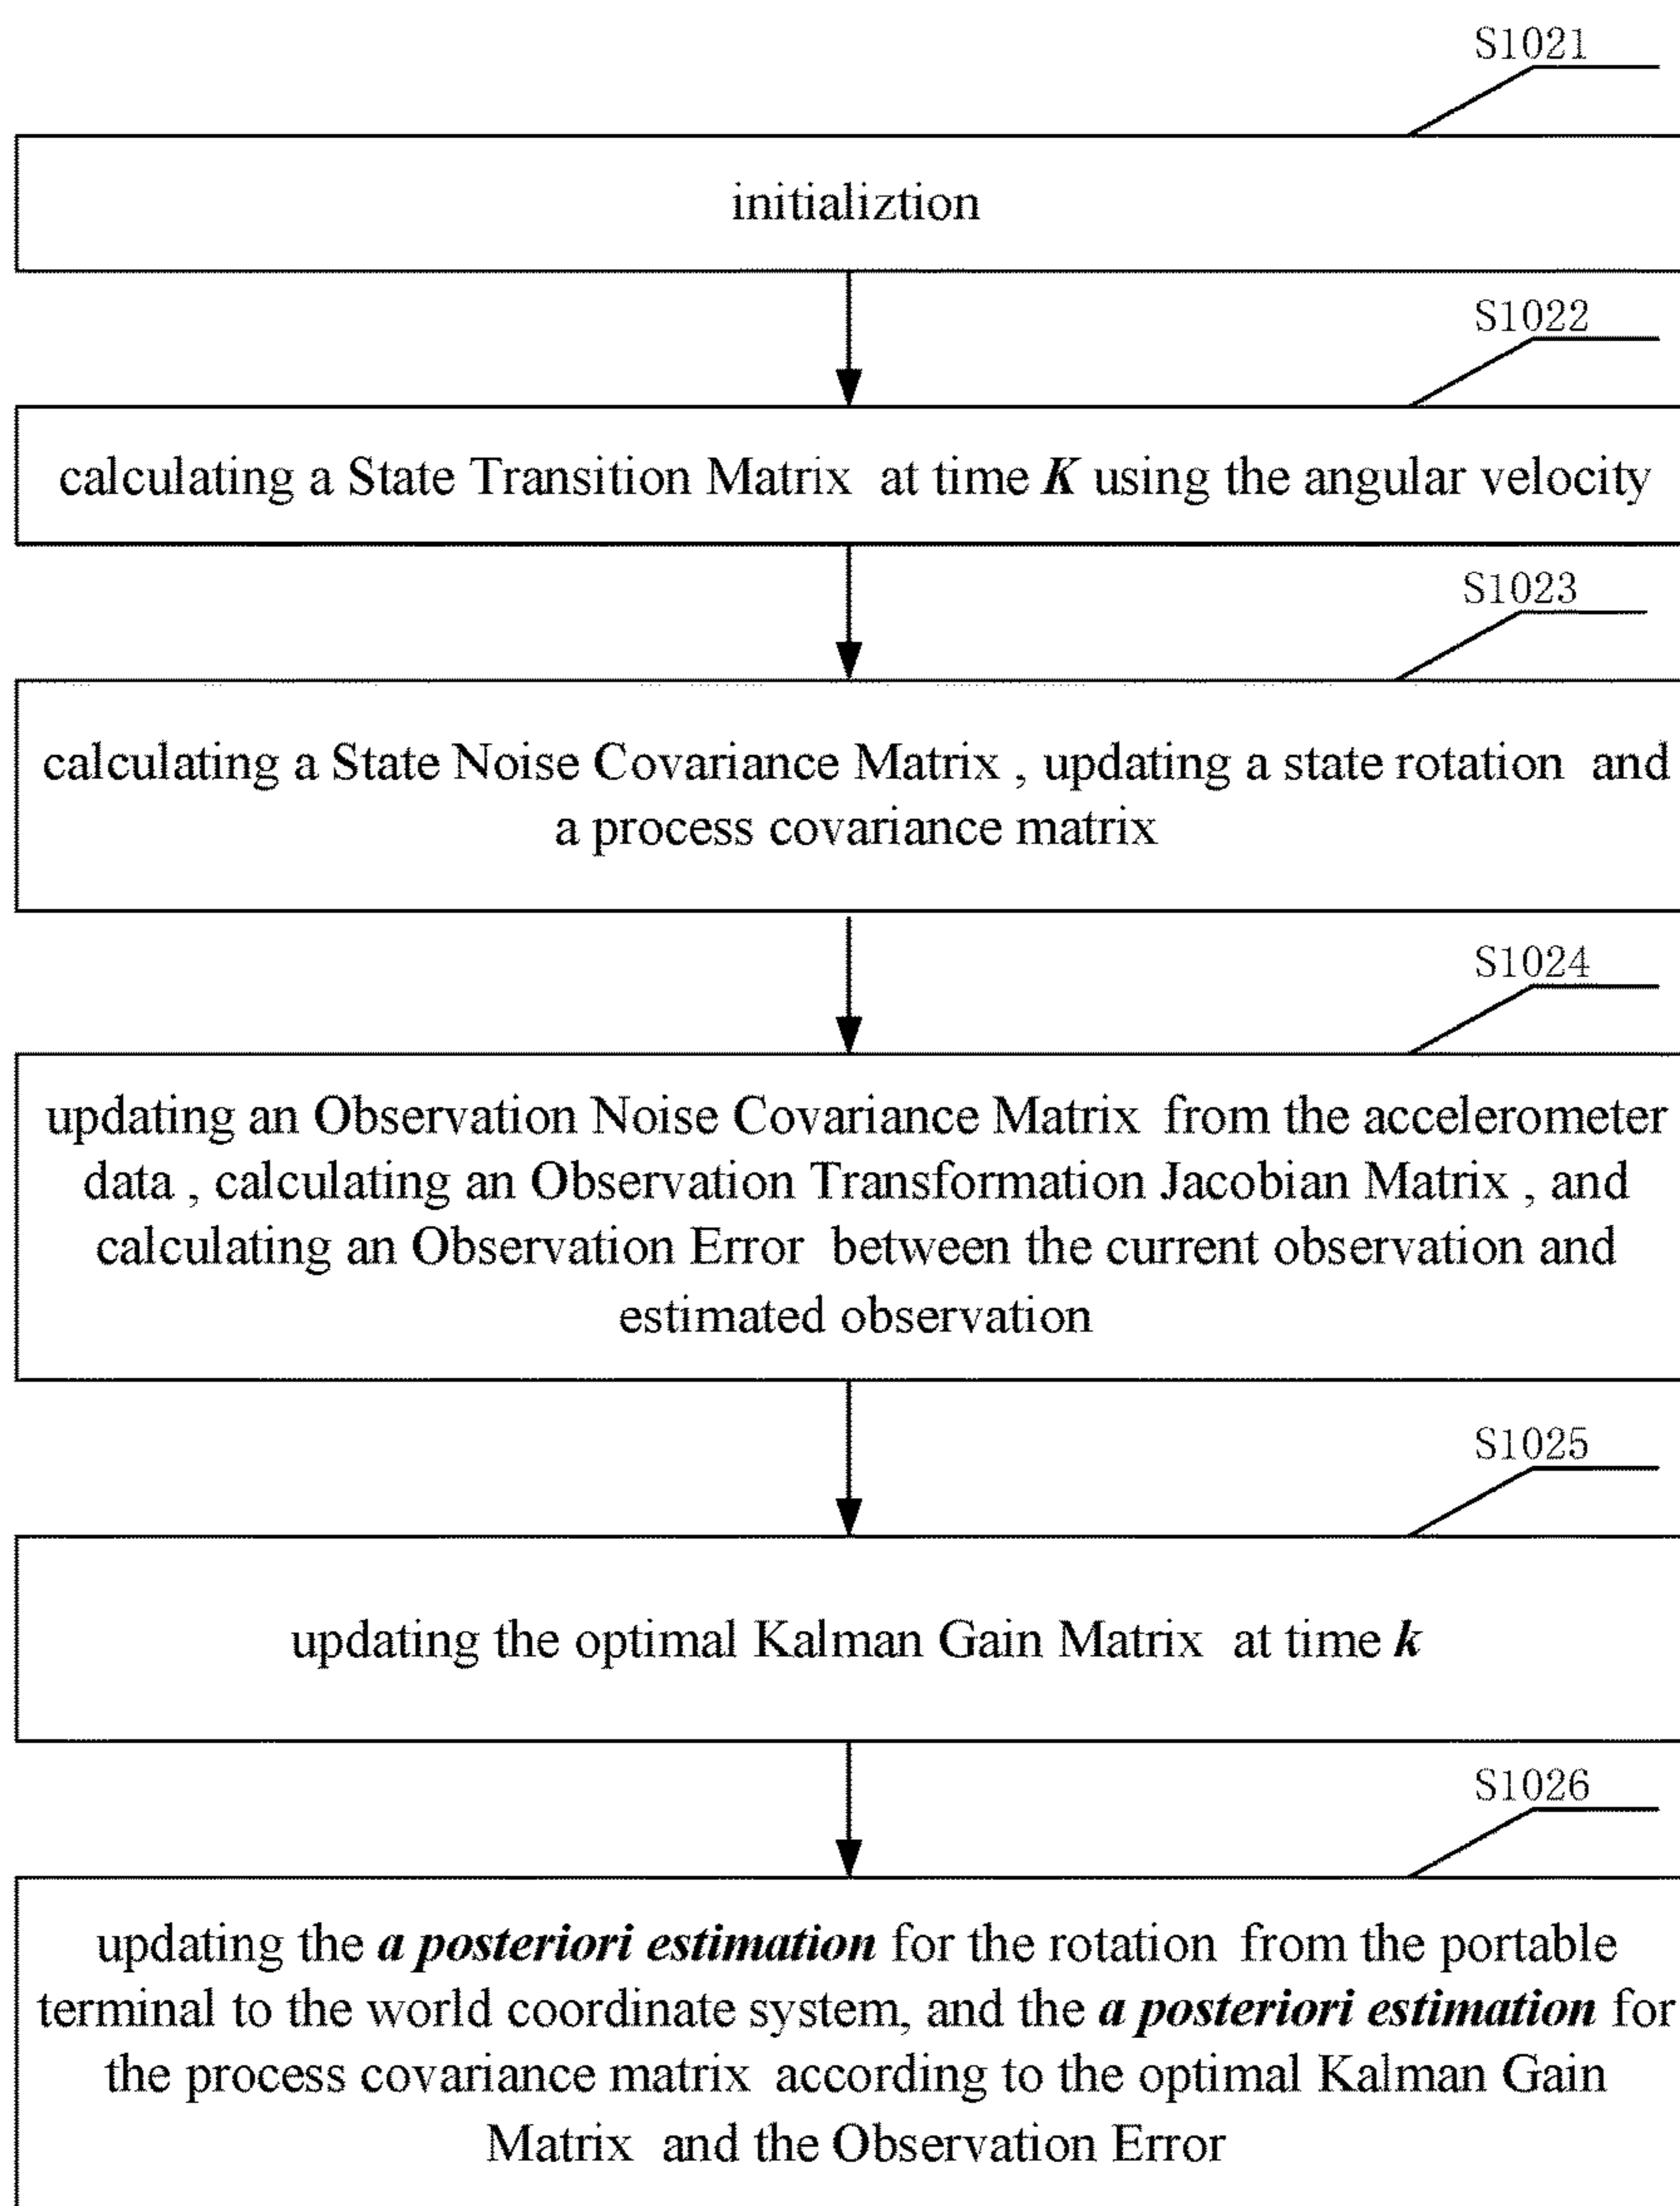 S1021
initializtion
S1022
calculating a State Transition Matrix at time K using the angular velocity
S1023
calculating a State Noise Covariance Matrix , updating a state rotation and
a process covariance matrix
S1024
updating an Observation Noise Covariance Matrix from the accelerometer
data , calculating an Observation Transformation Jacobian Matrix , and
calculating an Observation Error between the current observation and
estimated observation
S1025
updating the optimal Kalman Gain Matrix at time k
S1026
updating the a posteriori estimation for the rotation from the portable
terminal to the world coordinate system, and the a posteriori estimation for
the process covariance matrix according to the optimal Kalman Gain
Matrix and the Observation Error